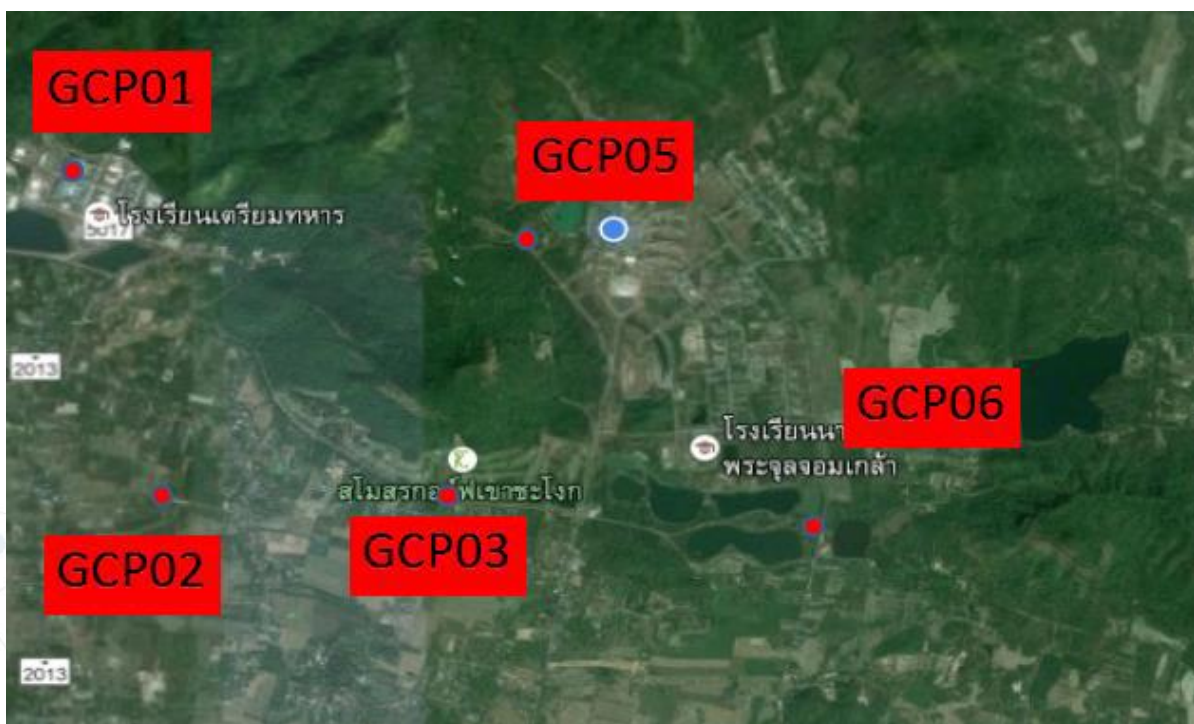 GCP01
GCP05
โรงเรียนเตรียมทหาร
5017
2013
GCP06
โรงเรียนนา
พระจุลจอมเกล้า
สโมสรกอล์ฟเขาชะโงก
GCP03
GCP02
2013